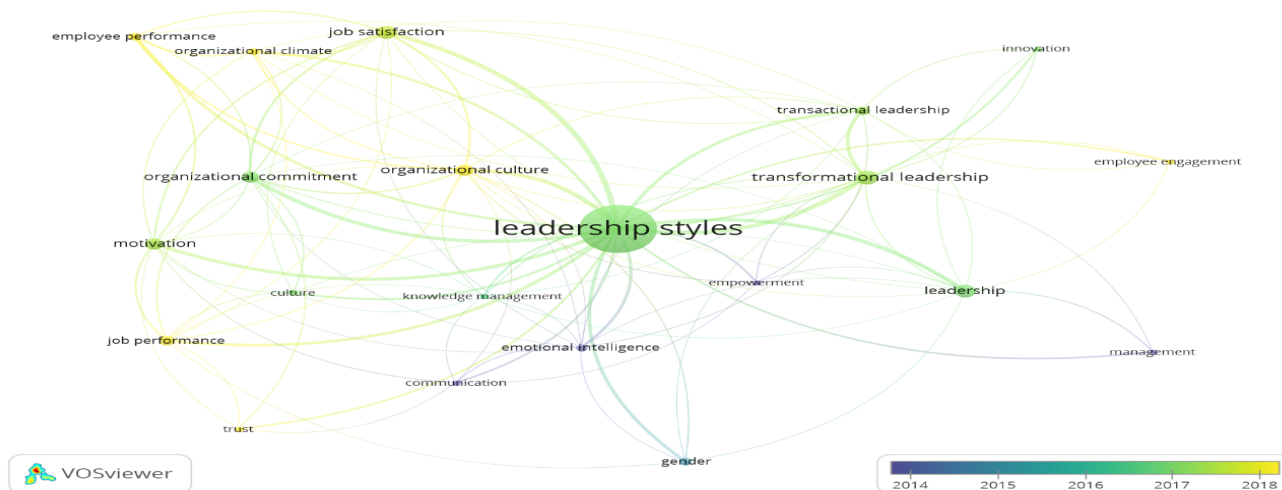 job satisfaction
employee performance
organizational climate
innovation
transactional leadership
employee engagement
organizational culture
organizational commitment
transformational leadership
leadership styles
motivation
empowerment
leadership
culture
knowledge management
job performance
emotional intelligence
management
communication
trust
gender
VOSviewer
2014 2015 2016 2017 2018